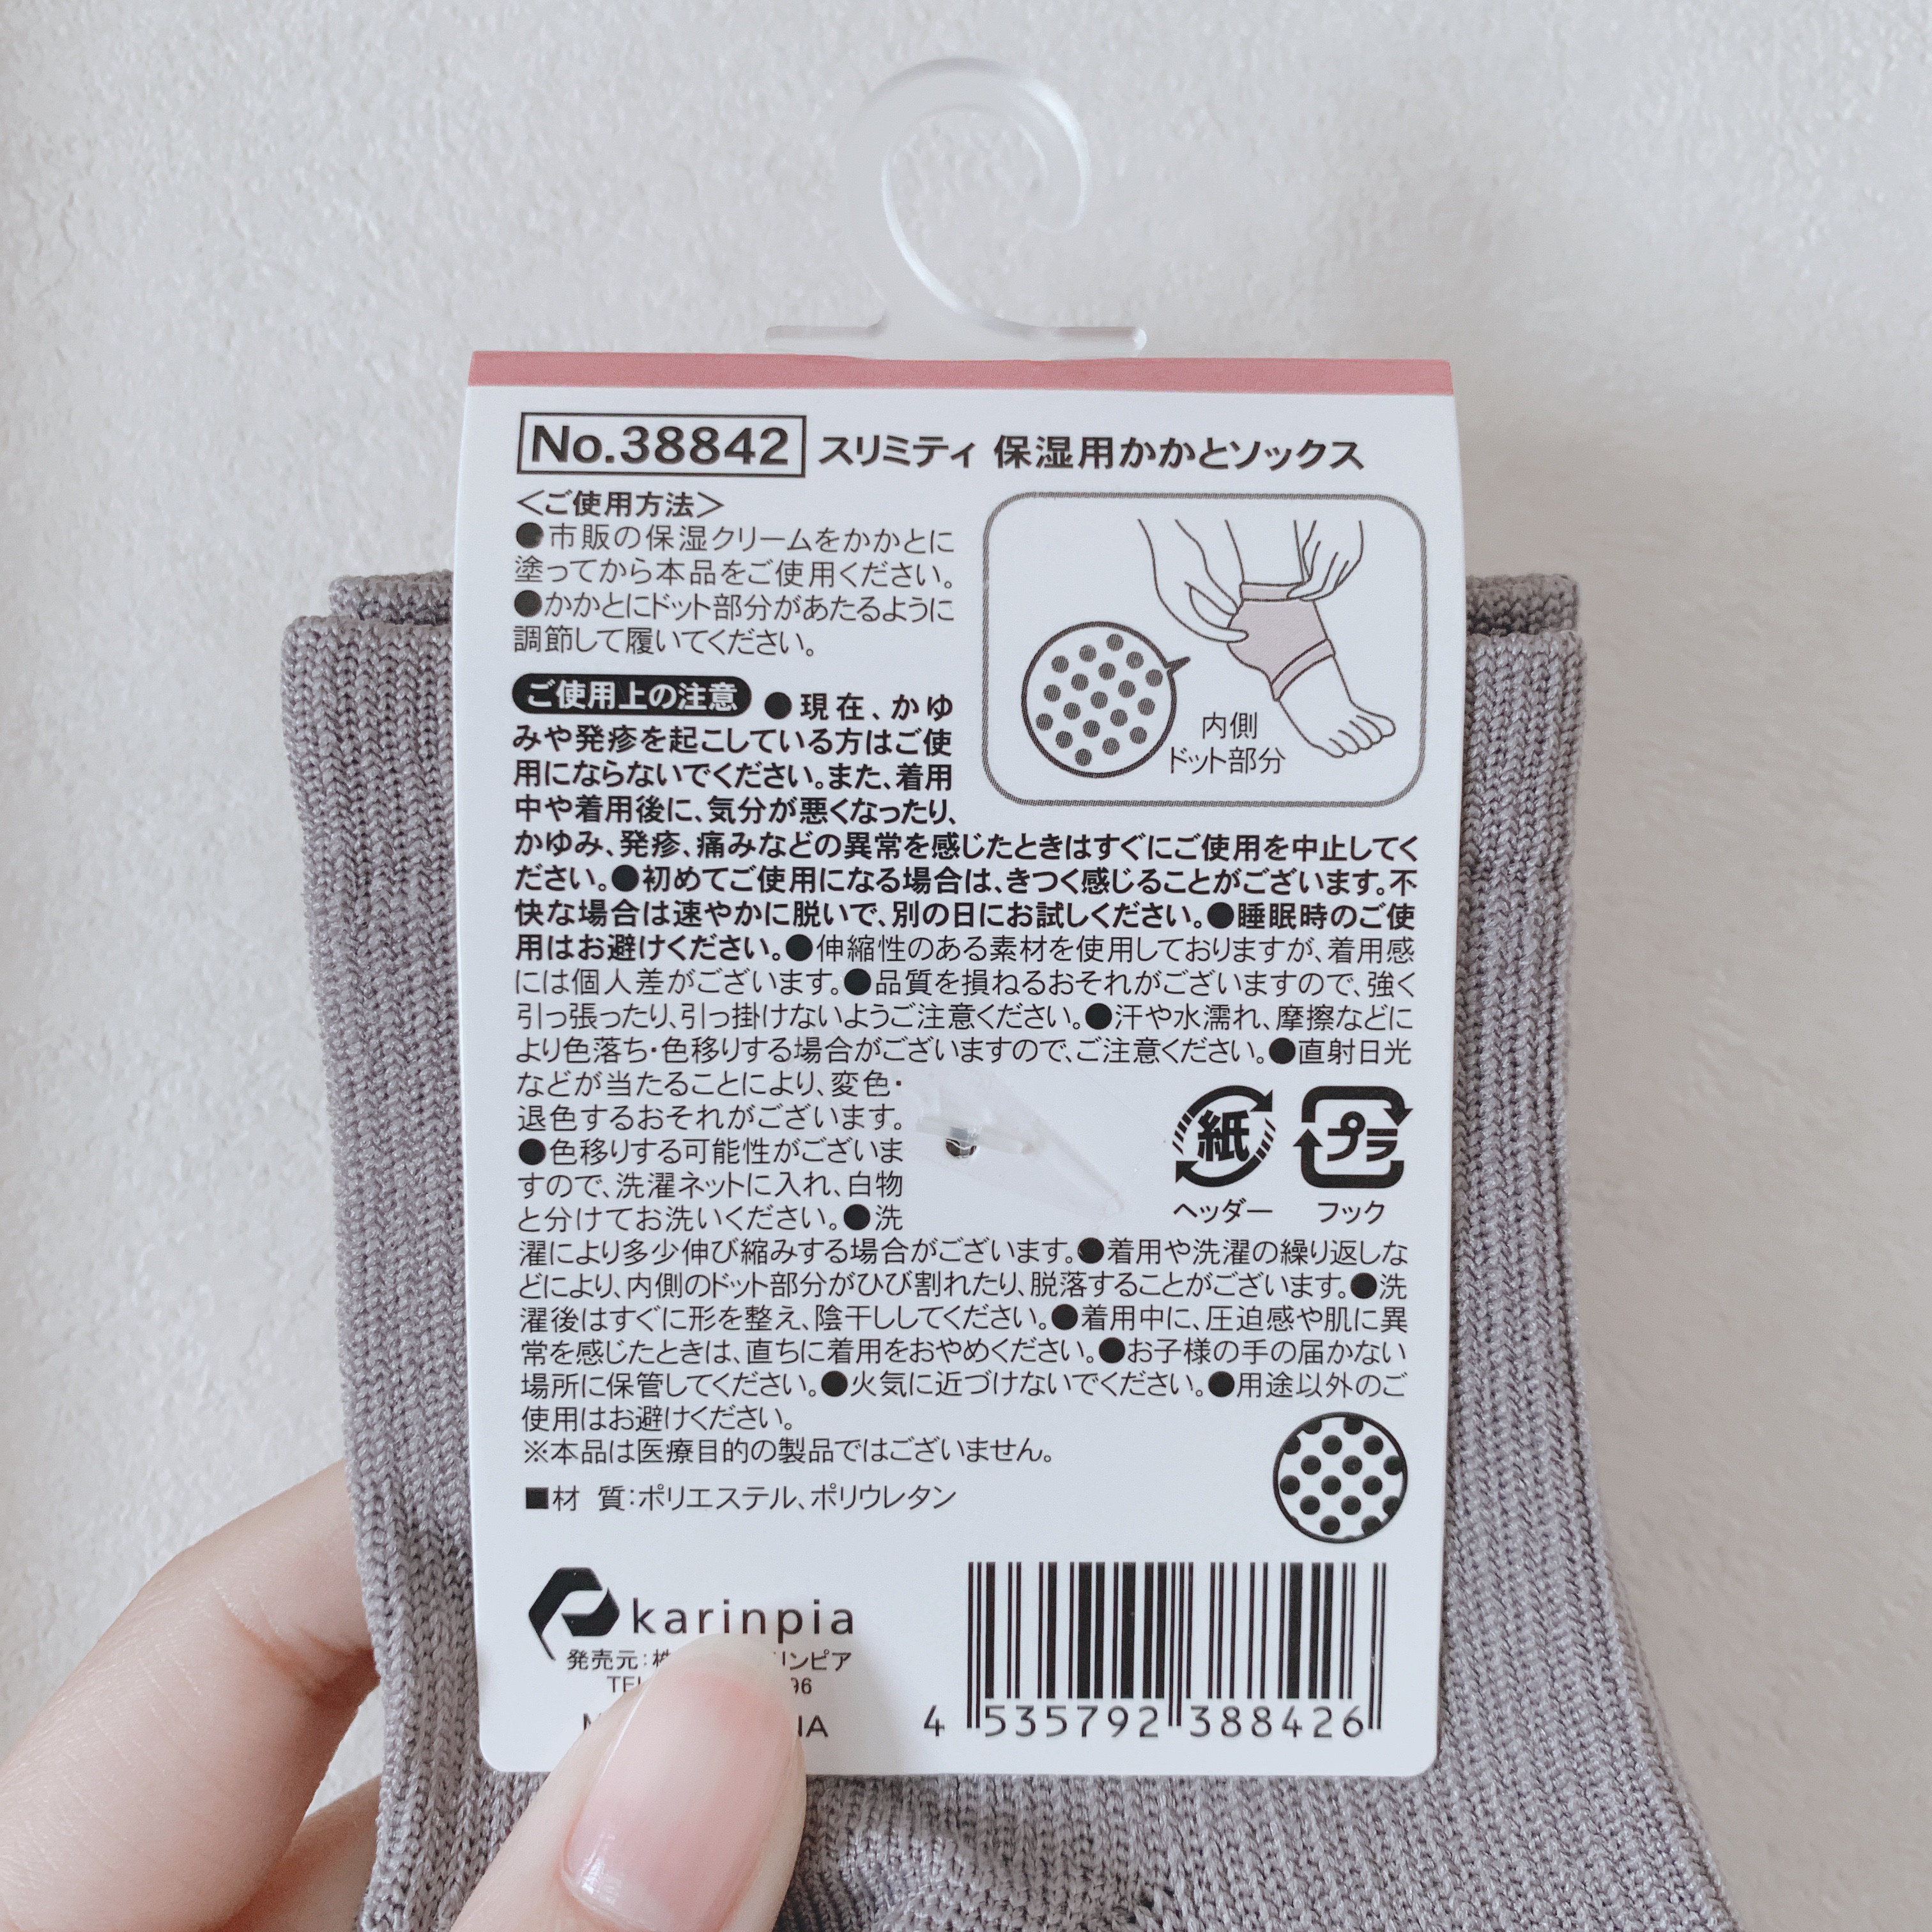 No.38842 スリミティ 保湿用かかとソックス
＜ご使用方法＞
●市販の保湿クリームをかかとに
塗ってから本品をご使用ください。
●かかとにドット部分があたるように
調節して履いてください。
内側
ドット部分
ご使用上の注意 ●現在、かゆ
みや発疹を起こしている方はご使
用にならないでください。また、着用
中や着用後に、気分が悪くなったり、
かゆみ、発疹、痛みなどの異常を感じたときはすぐにご使用を中止してく
ださい。●初めてご使用になる場合は、きつく感じることがございます。不
快な場合は速やかに脱いで、別の日にお試しください。●睡眠時のご使
用はお避けください。●伸縮性のある素材を使用しておりますが、着用感
には個人差がございます。●品質を損ねるおそれがございますので、強く
引っ張ったり、引っ掛けないようご注意ください。●汗や水濡れ、摩擦などに
より色落ち・色移りする場合がございますので、ご注意ください。●直射日光
などが当たることにより、変色・
退色するおそれがございます。
●色移りする可能性がございま
すので、洗濯ネットに入れ、白物
と分けてお洗いください。●洗
濯により多少伸び縮みする場合がございます。●着用や洗濯の繰り返しな
どにより、内側のドット部分がひび割れたり、脱落することがございます。●洗
濯後はすぐに形を整え、陰干ししてください。●着用中に、圧迫感や肌に異
常を感じたときは、直ちに着用をおやめください。●お子様の手の届かない
場所に保管してください。●火気に近づけないでください。●用途以外のご
使用はお避けください。
※本品は医療目的の製品ではございません。
紙 プラ
ヘッダー フック
■材 質：ポリエステル、ポリウレタン
karinpia
発売元：リンピア
96
4 535792 388426